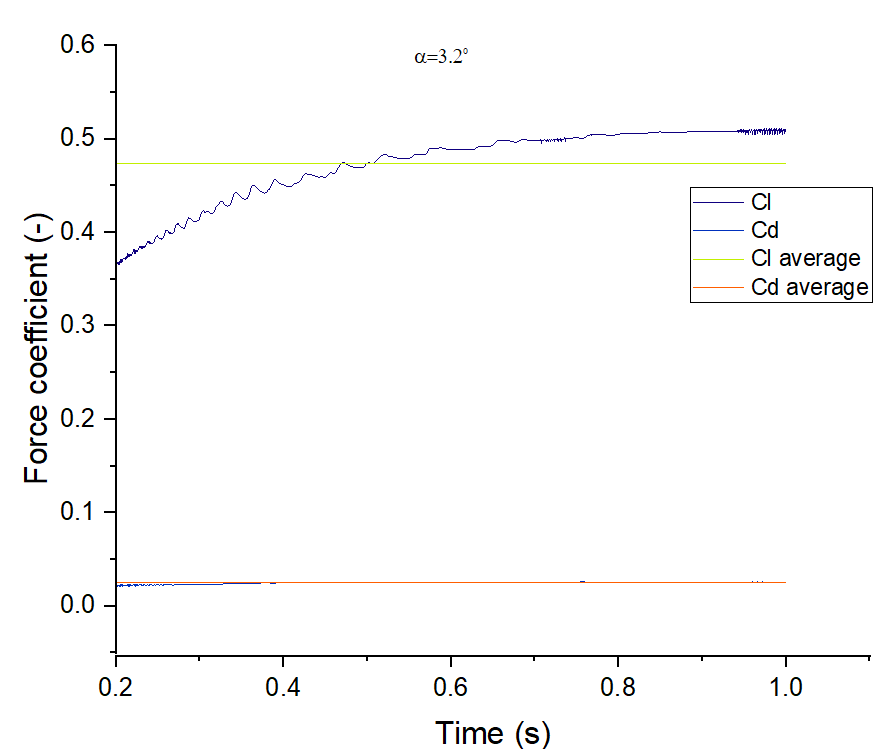 α=3.2°
0.6
0.5
0.4
0.3
0.2
0.1
0.0
Force coefficient (-)
Cl
Cd
Cl average
Cd average
0.2 0.4 0.6 0.8 1.0
Time (s)